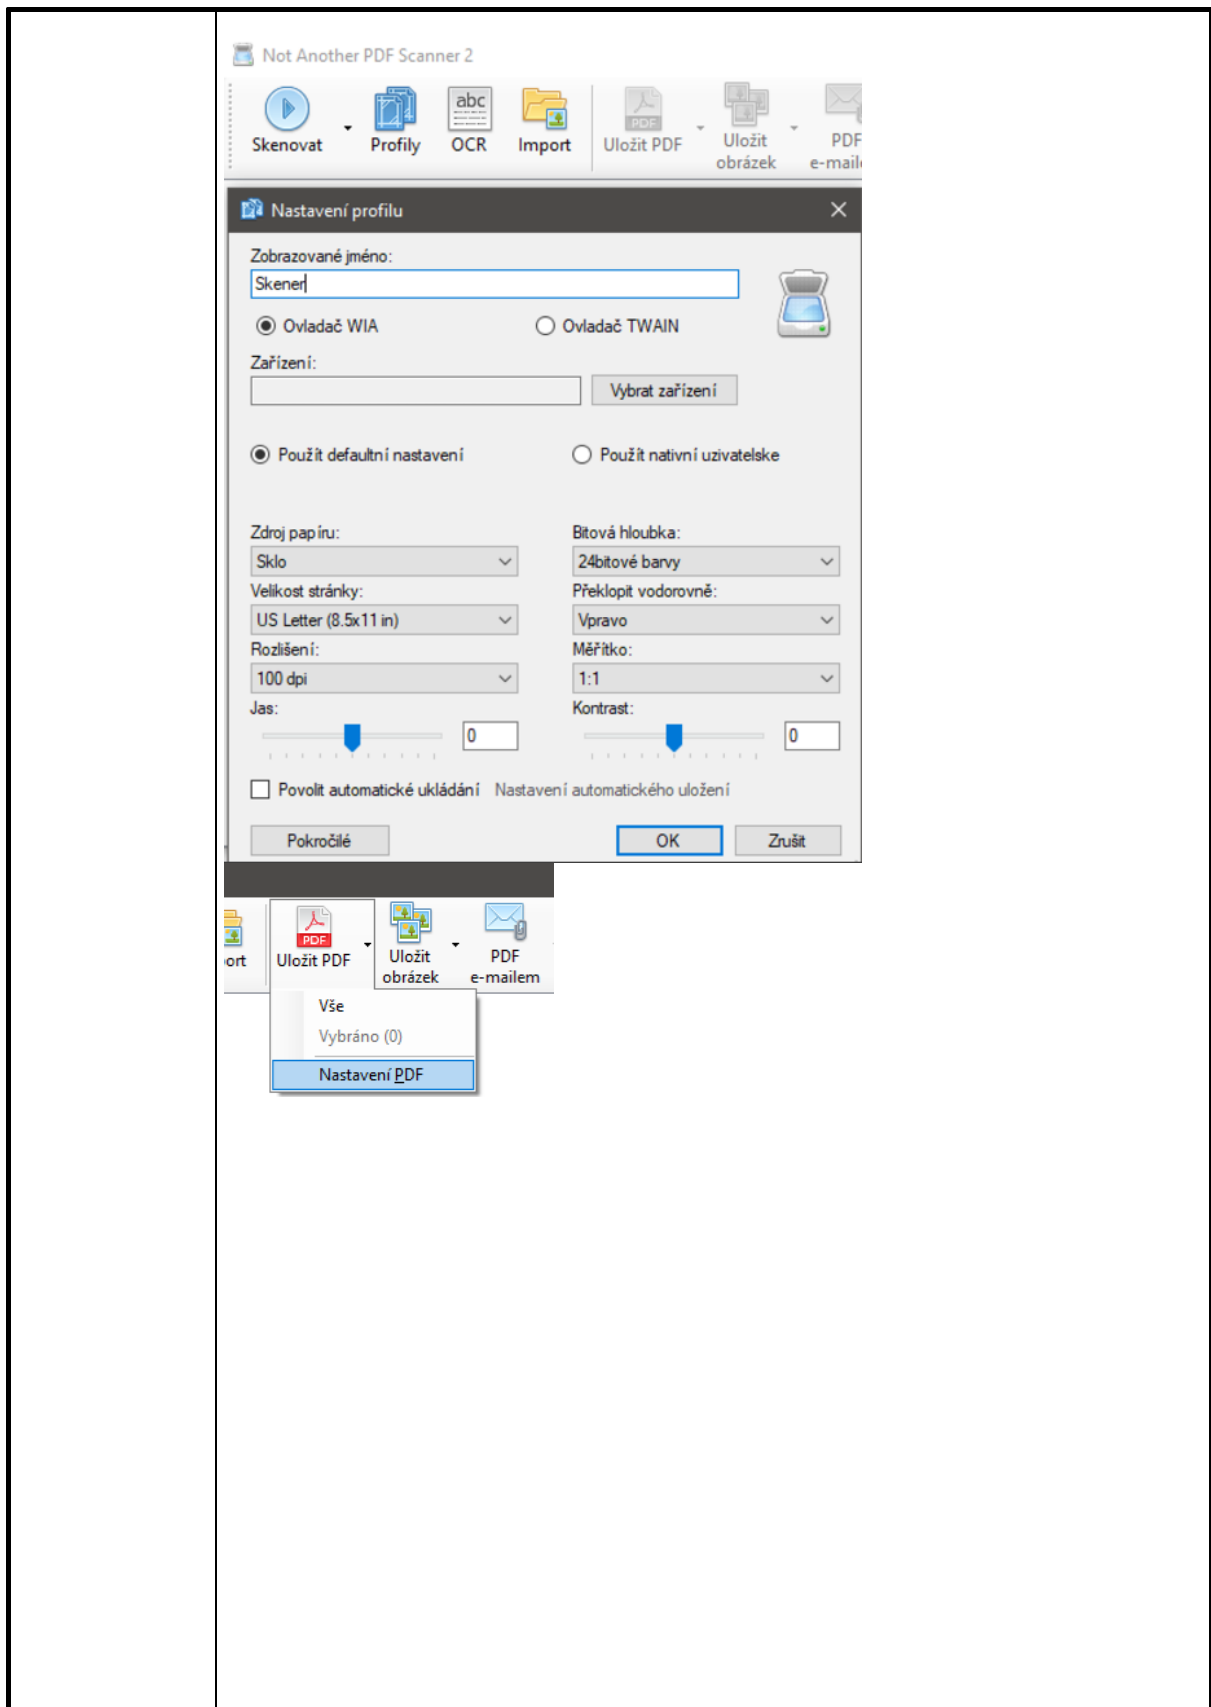 Not Another PDF Scanner 2
Skenovat Profily OCR Import Uložit PDF Uložit obrázek PDF
abc
PDF
Nastavení profilu
Zobrazované jméno:
Skener
Ovladač WIA Ovladač TWAIN
Zařízení:
Vybrat zařízení
Použít defaultní nastavení Použít nativní uzivatelske
Zdroj papíru: Bitová hloubka:
Sklo 24bitové barvy
Velikost stránky: Překlopit vodorovně:
US Letter (8.5x11 in) Vpravo
Rozlišení: Měřítko:
100 dpi 1:1
Jas: Kontrast:
0 0
Povolit automatické ukládání Nastavení automatického uložení
Pokročilé OK Zrušit
PDF
ort Uložit PDF Uložit obrázek PDF e-mailem
Vše
Vybráno (0)
Nastavení PDF